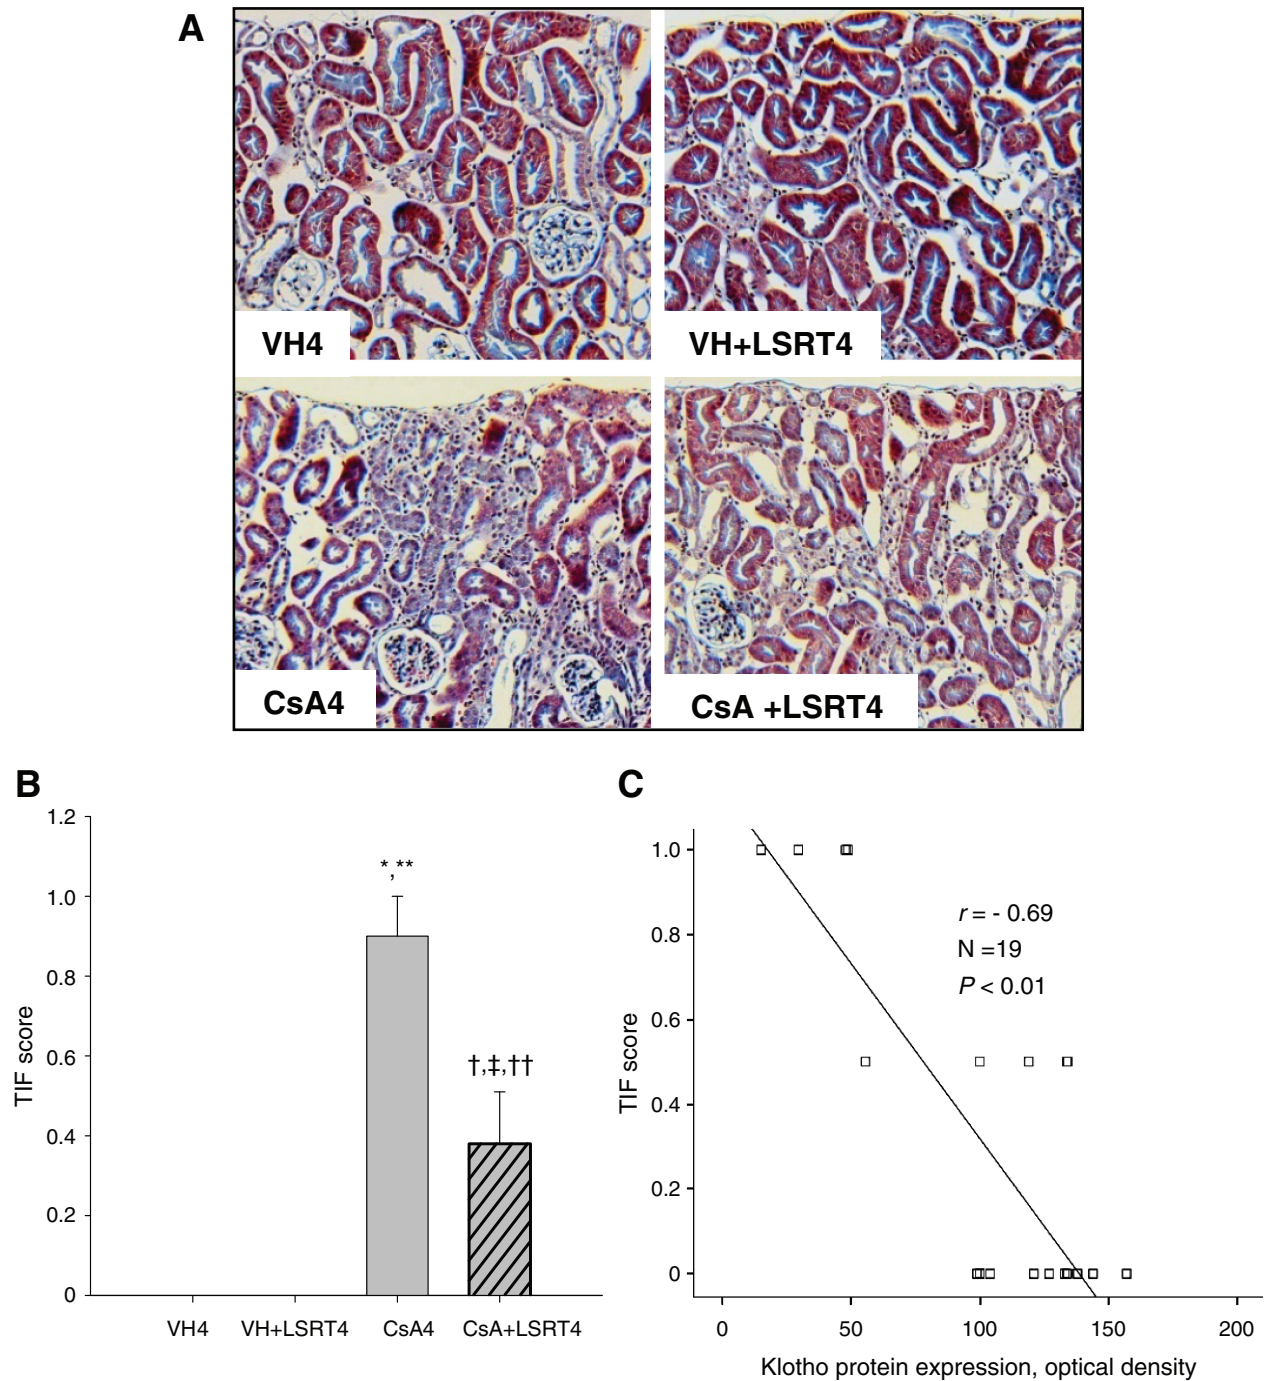 A
VH4
VH+LSRT4
CsA4
CsA +LSRT4
B
1.2
1.0
0.8
0.6
0.4
0.2
0
TIF score
*,**
†,‡,††
VH4 VH+LSRT4 CsA4 CsA+LSRT4
C
1.0
0.8
0.6
0.4
0.2
0
TIF score
r = - 0.69
N =19
P < 0.01
0 50 100 150 200
Klotho protein expression, optical density